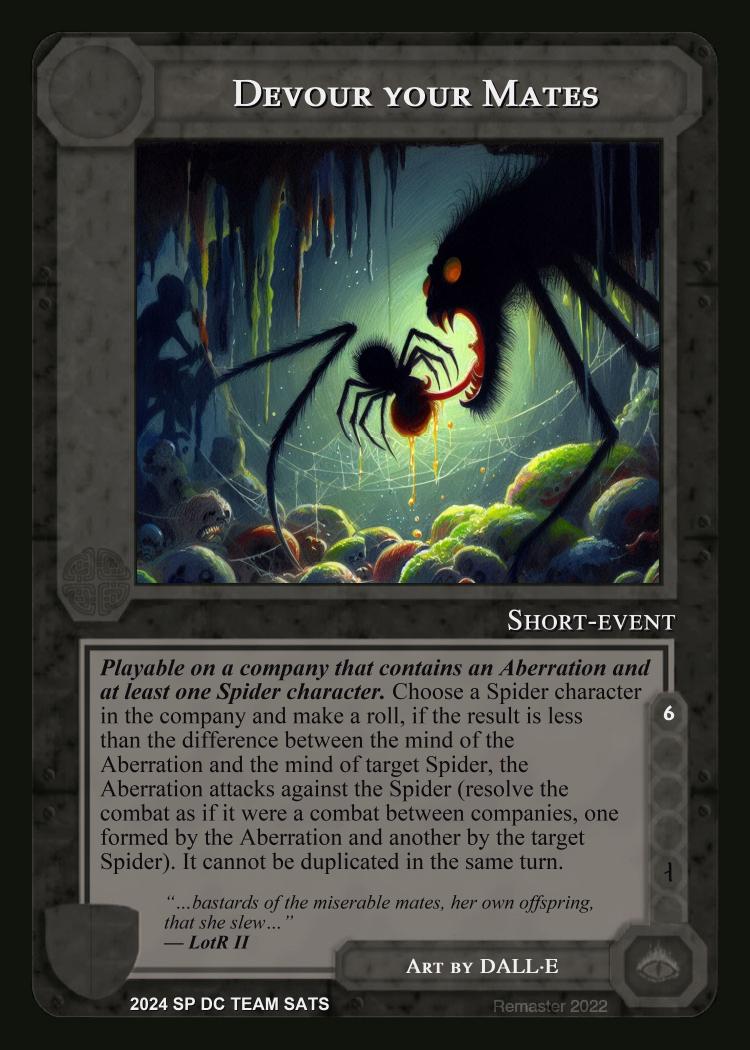 Devour your Mates
Short-event
Playable on a company that contains an Aberration and
at least one Spider character. Choose a Spider character
in the company and make a roll, if the result is less
than the difference between the mind of the
Aberration and the mind of target Spider, the
Aberration attacks against the Spider (resolve the
combat as if it were a combat between companies, one
formed by the Aberration and another by the target
Spider). It cannot be duplicated in the same turn.
6
“...bastards of the miserable mates, her own offspring,
that she slew...”
— LotR II
Art by DALL·E
2024 SP DC TEAM SATS
Remaster 2022